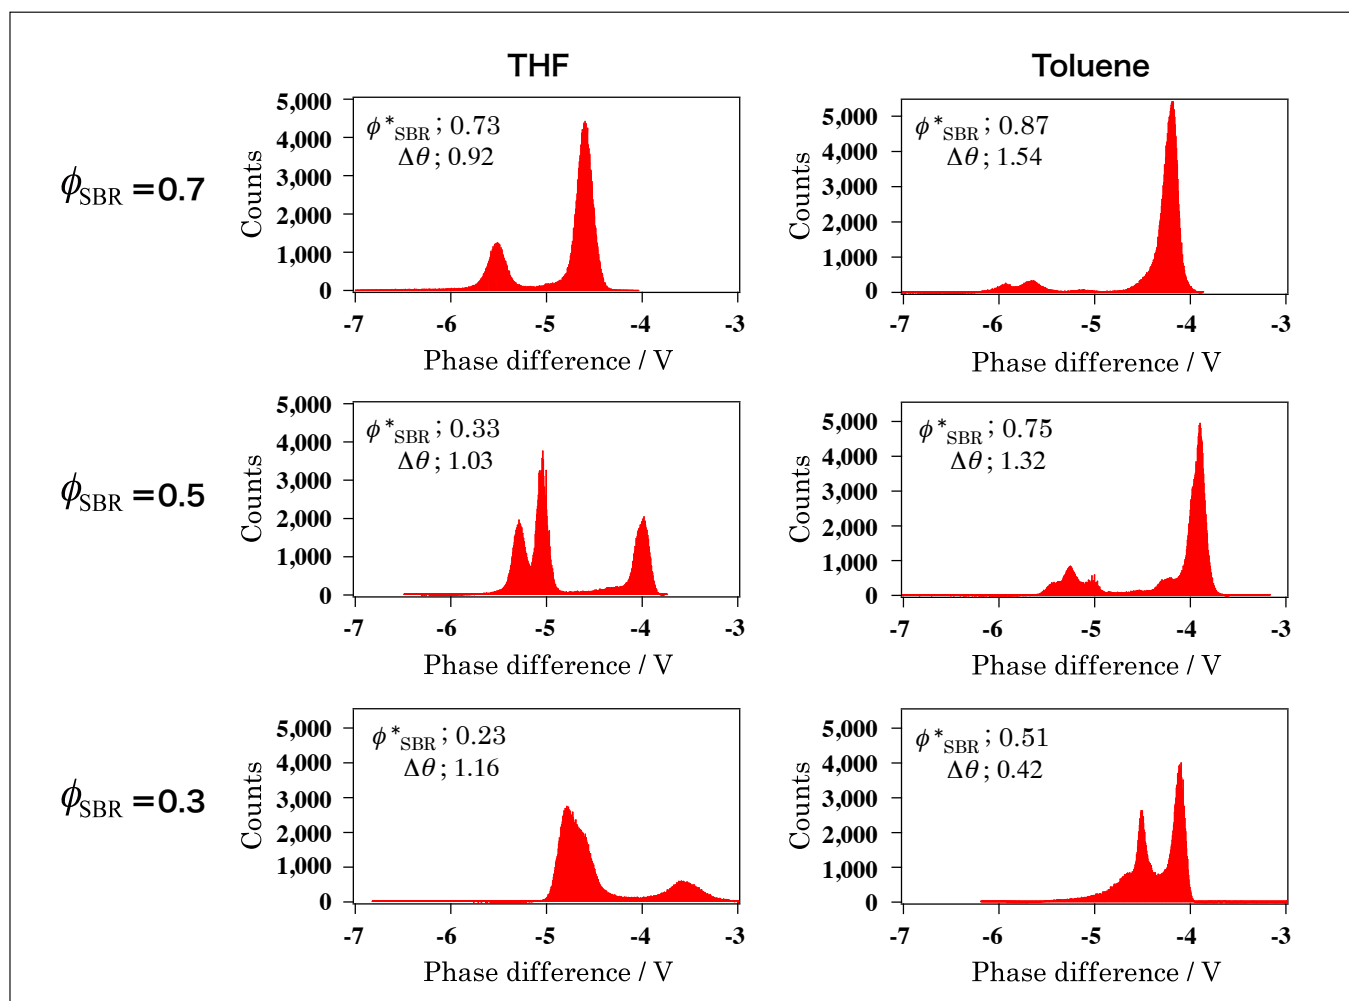 THF
Toluene
ϕSBR = 0.7
5,000
4,000
3,000
2,000
1,000
0
Counts
ϕ*SBR ; 0.73
Δθ ; 0.92
-7 -6 -5 -4 -3
Phase difference / V
5,000
4,000
3,000
2,000
1,000
0
Counts
ϕ*SBR ; 0.87
Δθ ; 1.54
-7 -6 -5 -4 -3
Phase difference / V
ϕSBR = 0.5
5,000
4,000
3,000
2,000
1,000
0
Counts
ϕ*SBR ; 0.33
Δθ ; 1.03
-7 -6 -5 -4 -3
Phase difference / V
5,000
4,000
3,000
2,000
1,000
0
Counts
ϕ*SBR ; 0.75
Δθ ; 1.32
-7 -6 -5 -4 -3
Phase difference / V
ϕSBR = 0.3
5,000
4,000
3,000
2,000
1,000
0
Counts
ϕ*SBR ; 0.23
Δθ ; 1.16
-7 -6 -5 -4 -3
Phase difference / V
5,000
4,000
3,000
2,000
1,000
0
Counts
ϕ*SBR ; 0.51
Δθ ; 0.42
-7 -6 -5 -4 -3
Phase difference / V